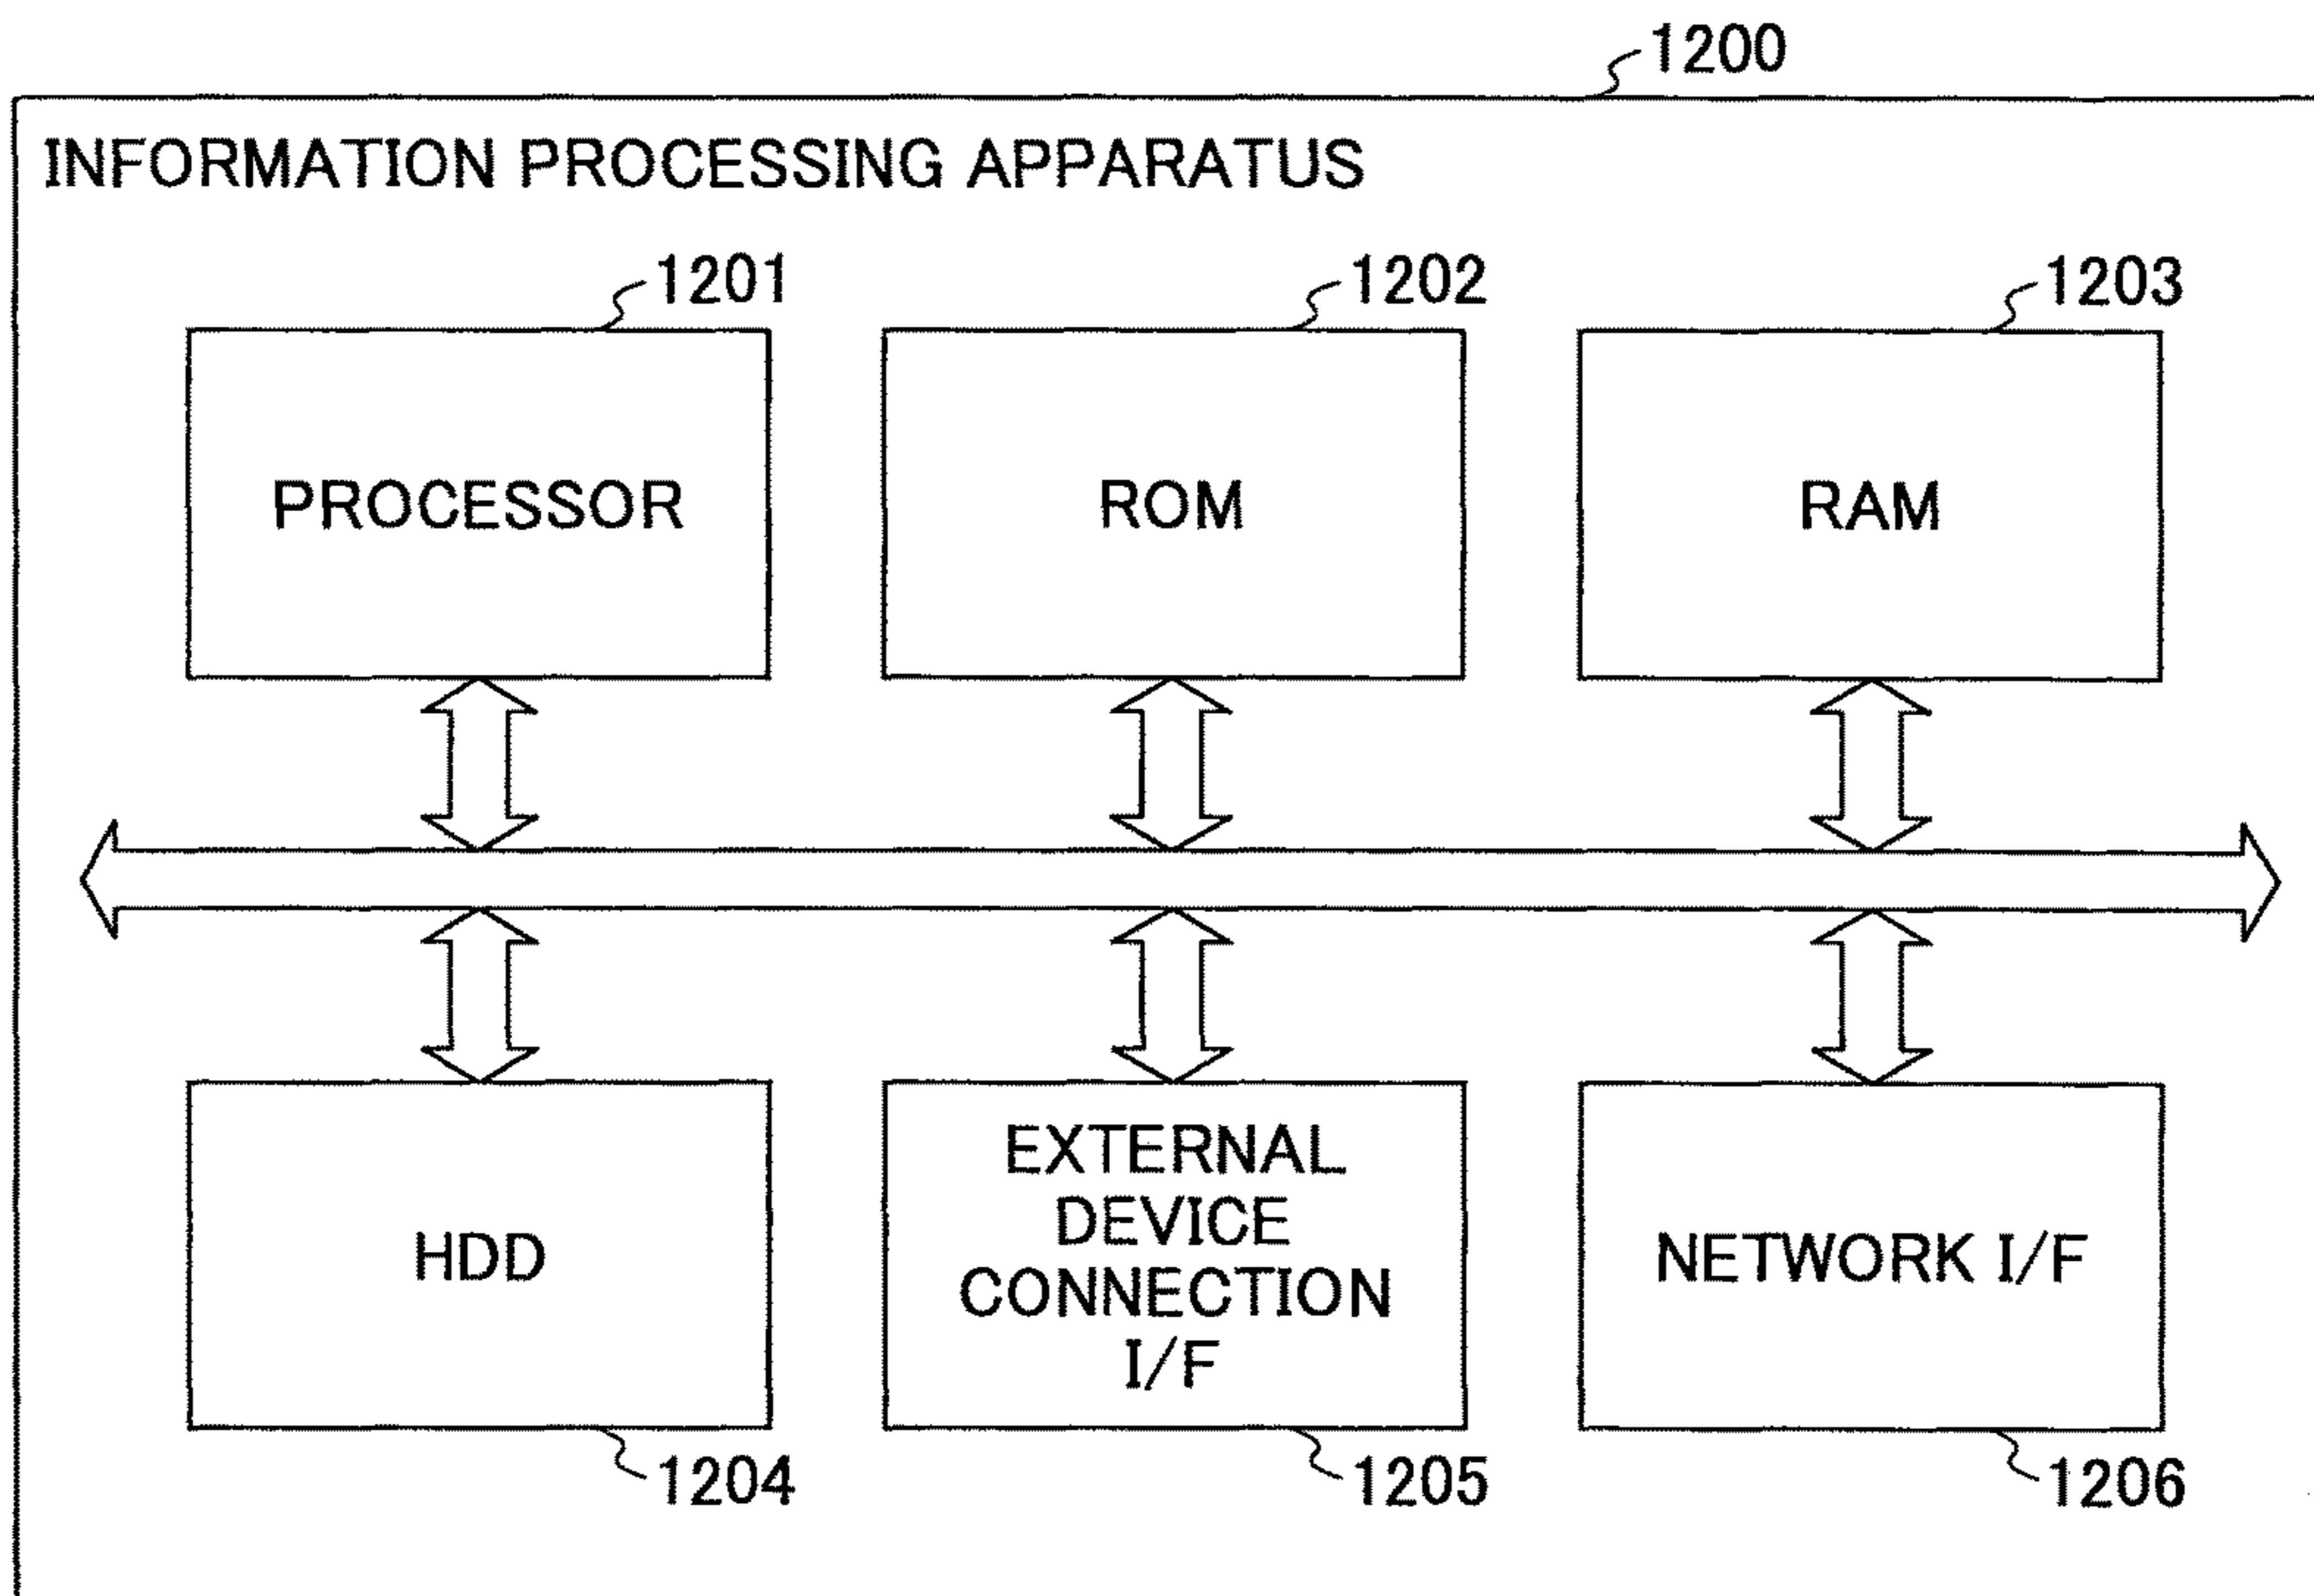 1200
INFORMATION PROCESSING APPARATUS
1201
1202
1203
PROCESSOR
ROM
RAM
HDD
EXTERNAL
DEVICE
CONNECTION
I/F
NETWORK I/F
1204
1205
1206